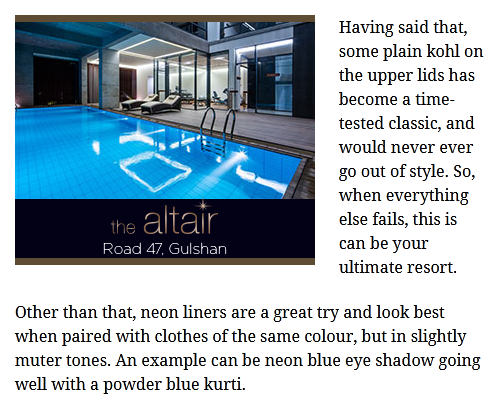 the altair
Road 47, Gulshan
Having said that,
some plain kohl on
the upper lids has
become a time-
tested classic, and
would never ever
go out of style. So,
when everything
else fails, this is
can be your
ultimate resort.
Other than that, neon liners are a great try and look best
when paired with clothes of the same colour, but in slightly
muter tones. An example can be neon blue eye shadow going
well with a powder blue kurti.